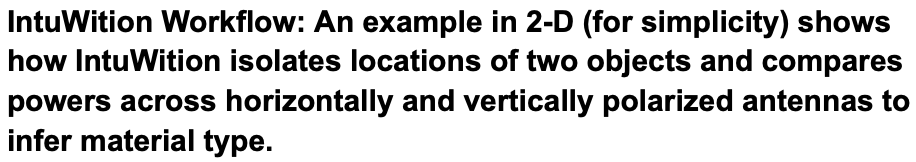 IntuWition Workflow: An example in 2-D (for simplicity) shows
how IntuWition isolates locations of two objects and compares
powers across horizontally and vertically polarized antennas to
infer material type.